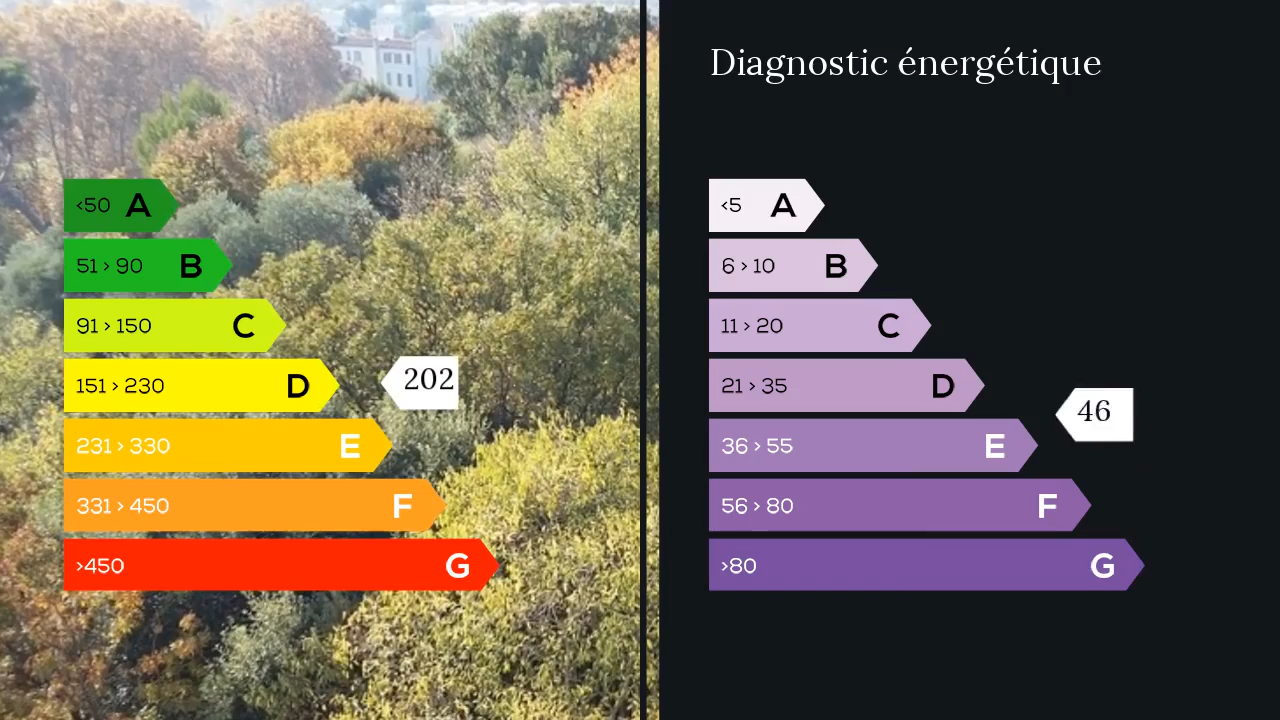 Diagnostic énergétique
<50 A
51 > 90 B
91 > 150 C
151 > 230 D
202
231 > 330 E
331 > 450 F
>450 G
<5 A
6 > 10 B
11 > 20 C
21 > 35 D
46
36 > 55 E
56 > 80 F
>80 G